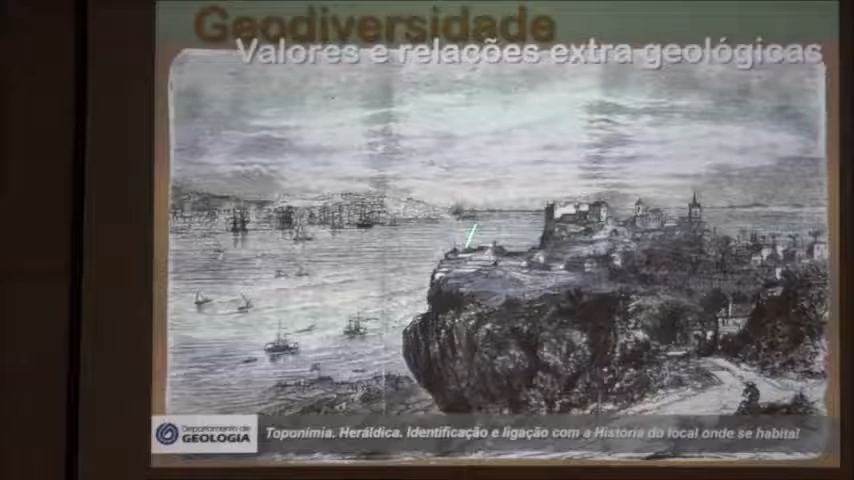 Geodiversidade
Valores e relações extra geológicas
Departamento de
GEOLOGIA
Toponímia. Heráldica. Identificação e ligação com a História do local onde se habita!